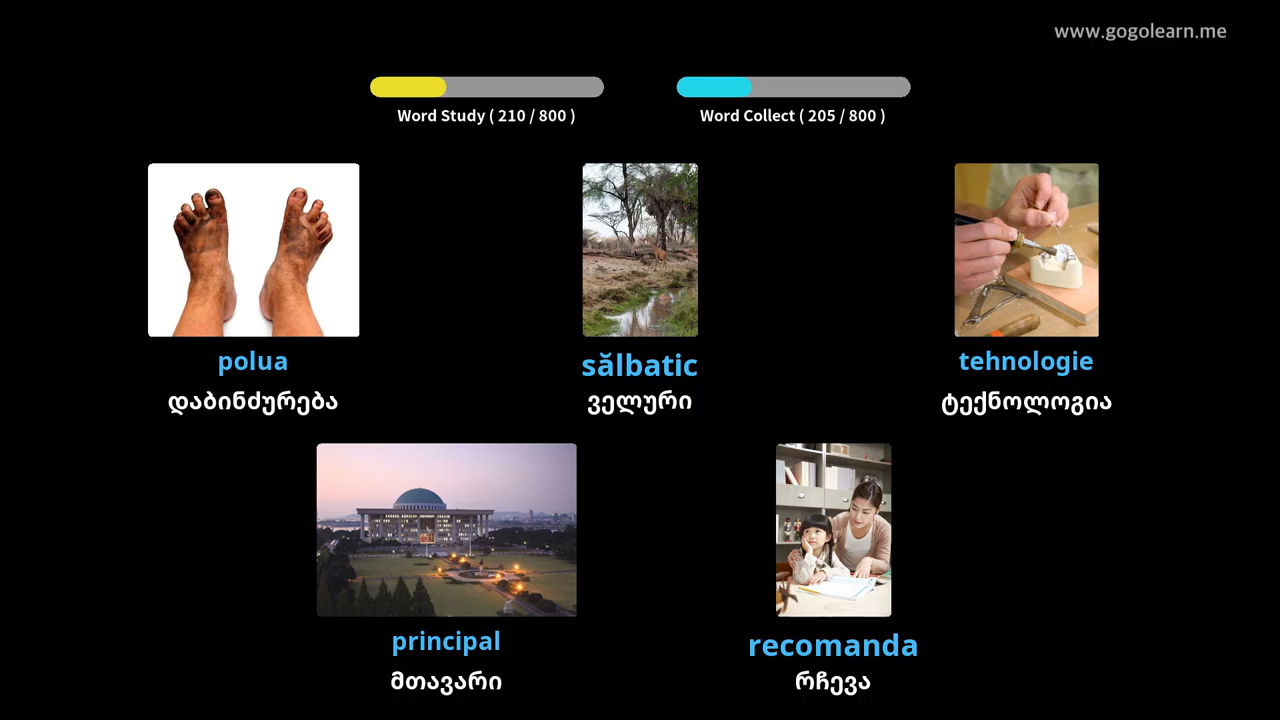 www.gogolearn.me
Word Study ( 210 / 800 )
Word Collect ( 205 / 800 )
polua
sălbatic
tehnologie
დაბინძურება
ველური
ტექნოლოგია
principal
recomanda
მთავარი
რჩევა